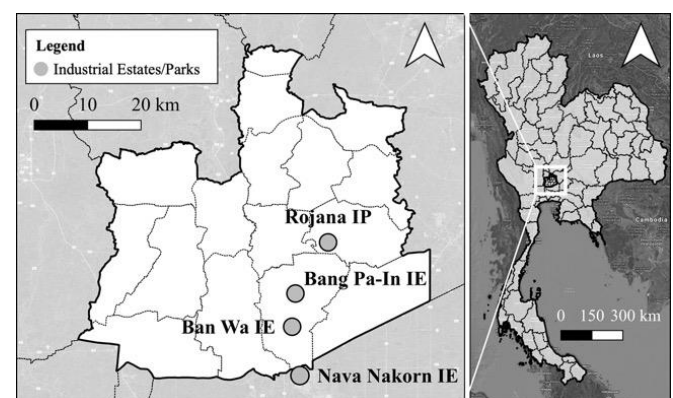 Legend
Industrial Estates/Parks
0 10 20 km
Rojana IP
Bang Pa-In IE
Ban Wa IE
Nava Nakorn IE
Laos
Cambodia
0 150 300 km